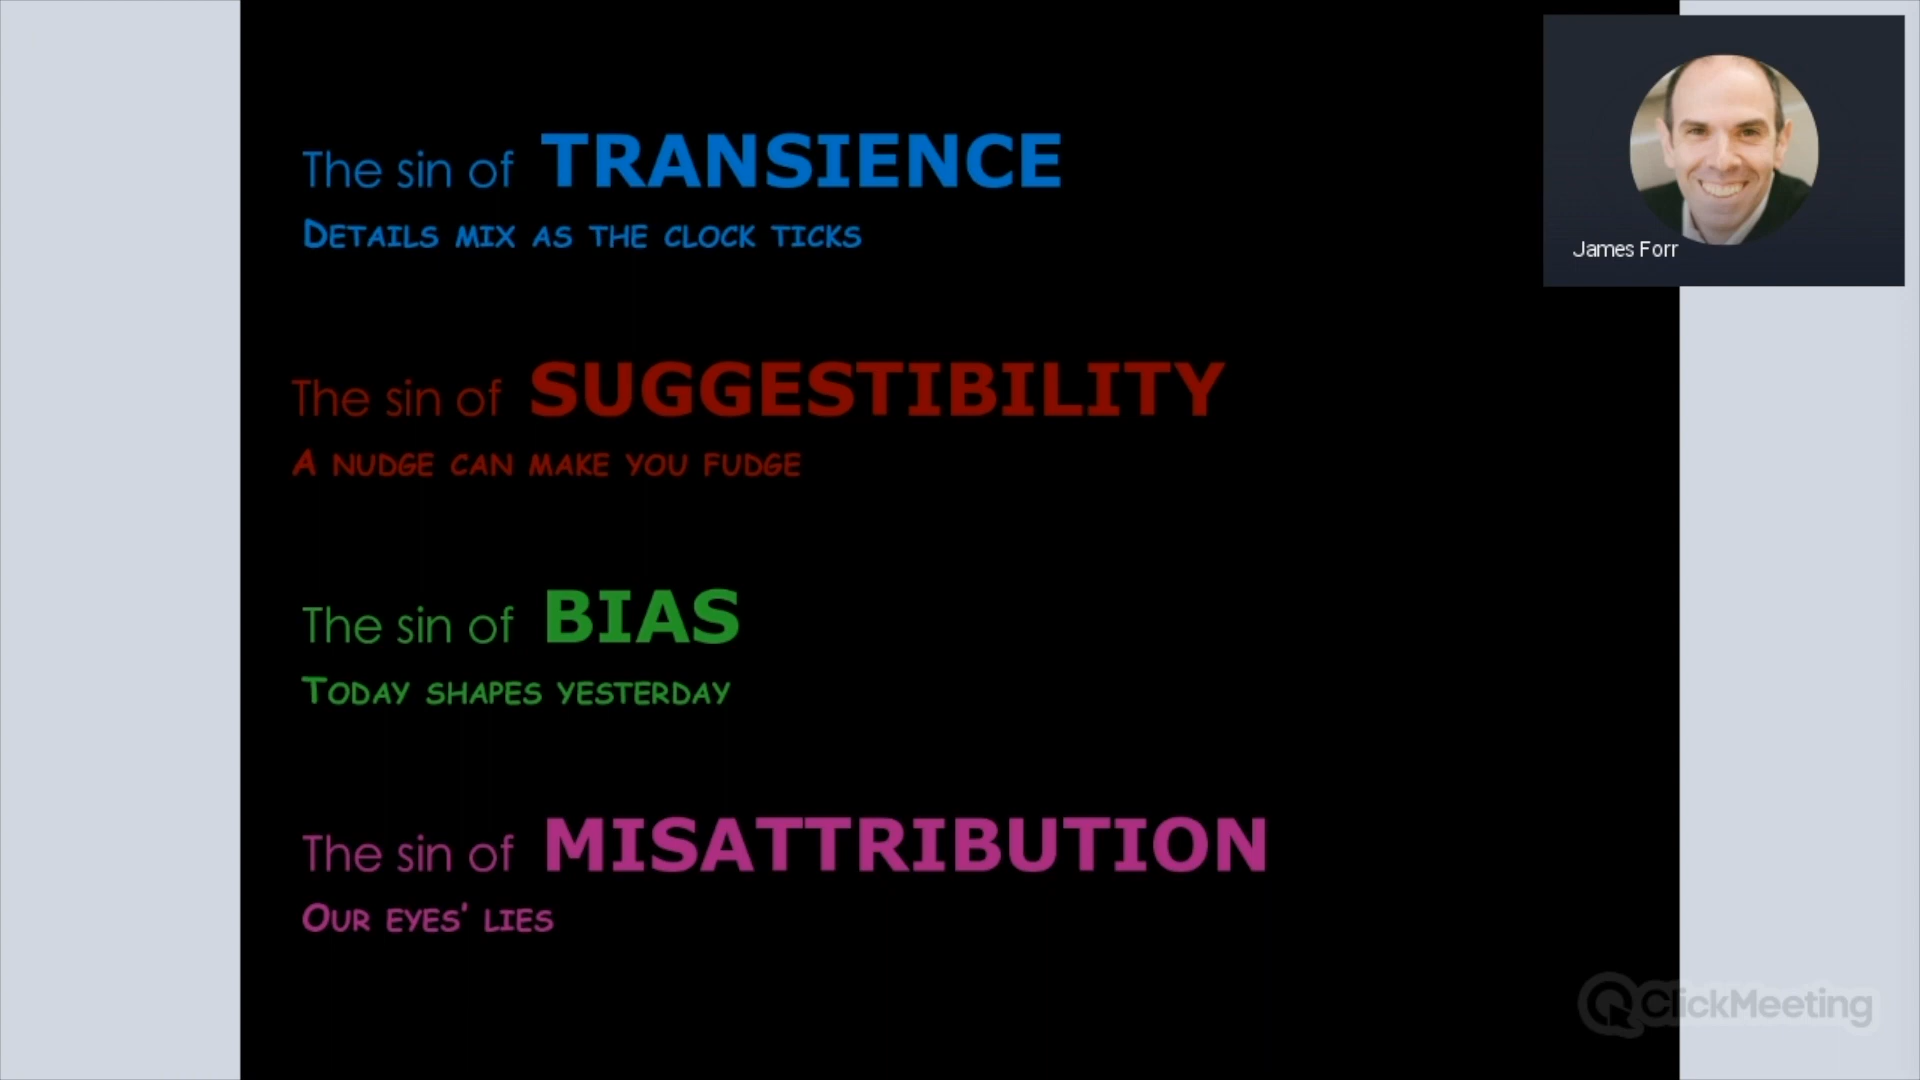 The sin of TRANSIENCE
DETAILS MIX AS THE CLOCK TICKS
The sin of SUGGESTIBILITY
A NUDGE CAN MAKE YOU FUDGE
The sin of BIAS
TODAY SHAPES YESTERDAY
The sin of MISATTRIBUTION
OUR EYES' LIES
James Forr
ClickMeeting